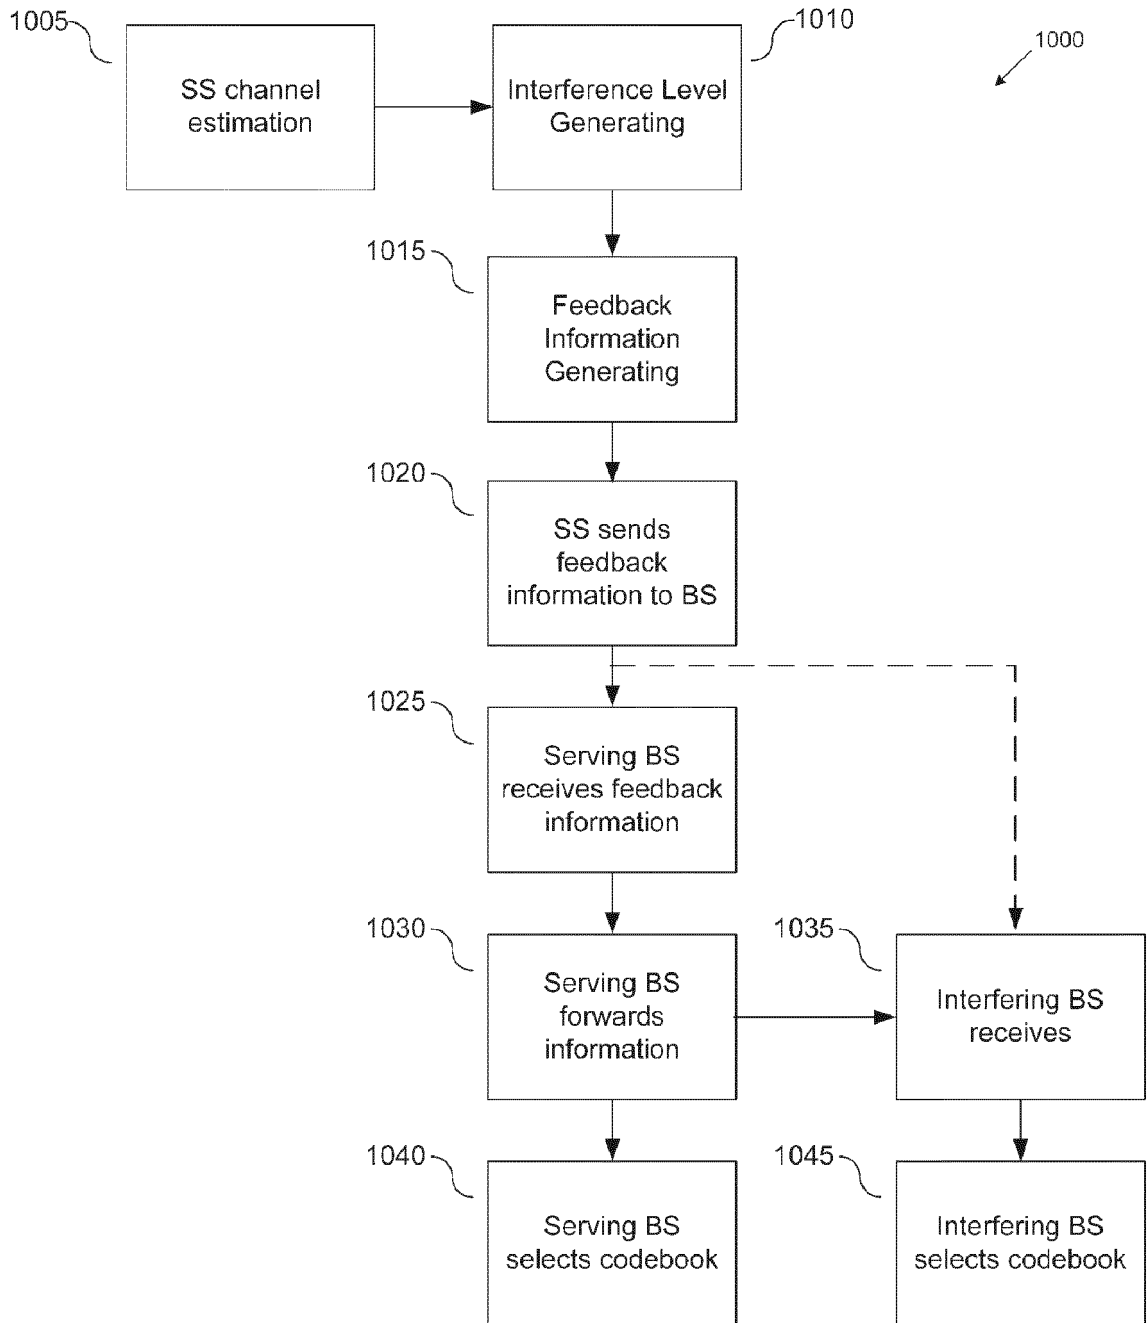 1005
SS channel
estimation
1010
Interference Level
Generating
1000
1015
Feedback
Information
Generating
1020
SS sends
feedback
information to BS
1025
Serving BS
receives feedback
information
1030
Serving BS
forwards
information
1035
Interfering BS
receives
1040
Serving BS
selects codebook
1045
Interfering BS
selects codebook